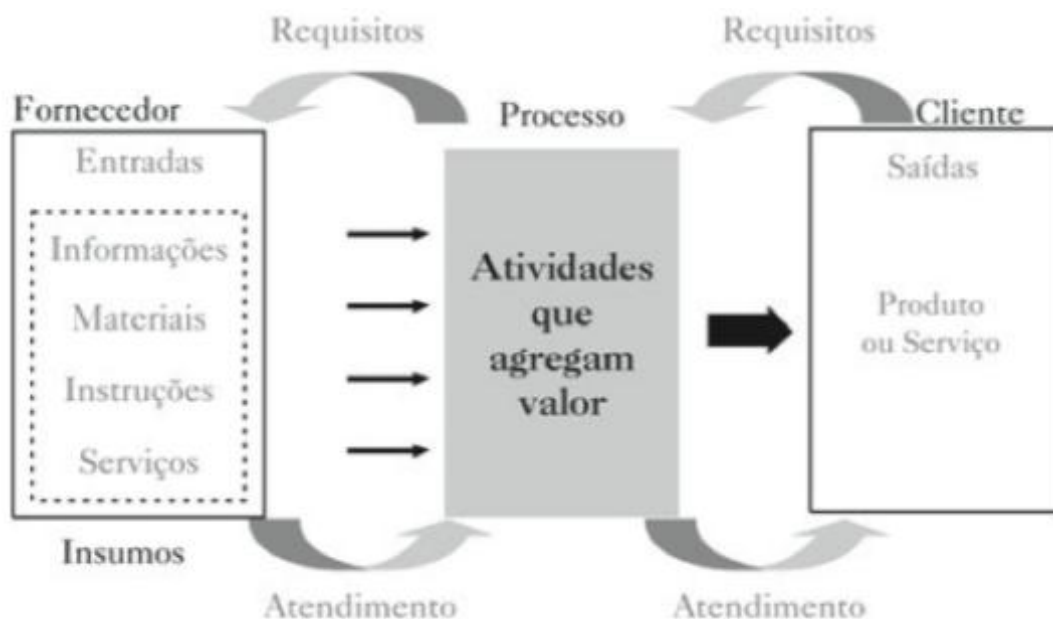 Requisitos
Requisitos
Fornecedor
Processo
Cliente
Entradas
Informações
Materiais
Instruções
Serviços
Insumos
Atividades
que
agregam
valor
Saídas
Produto
ou Serviço
Atendimento
Atendimento